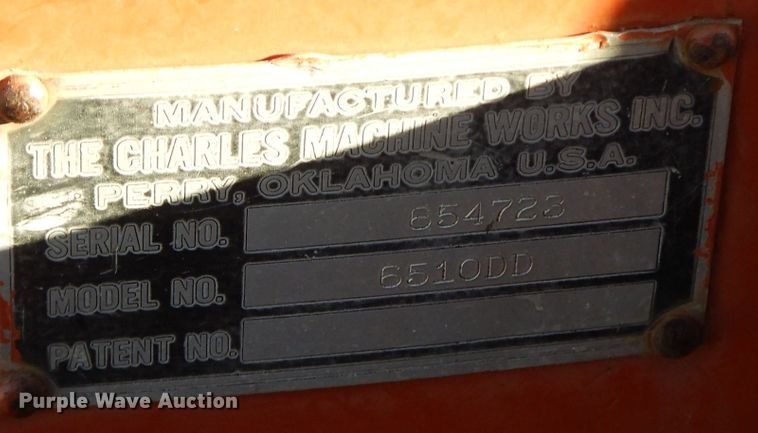 MANUFACTURED BY
THE CHARLES MACHINE WORKS INC.
PERRY, OKLAHOMA U.S.A.
SERIAL NO. 854723
MODEL NO. 6510DD
PATENT NO.
Purple Wave Auction